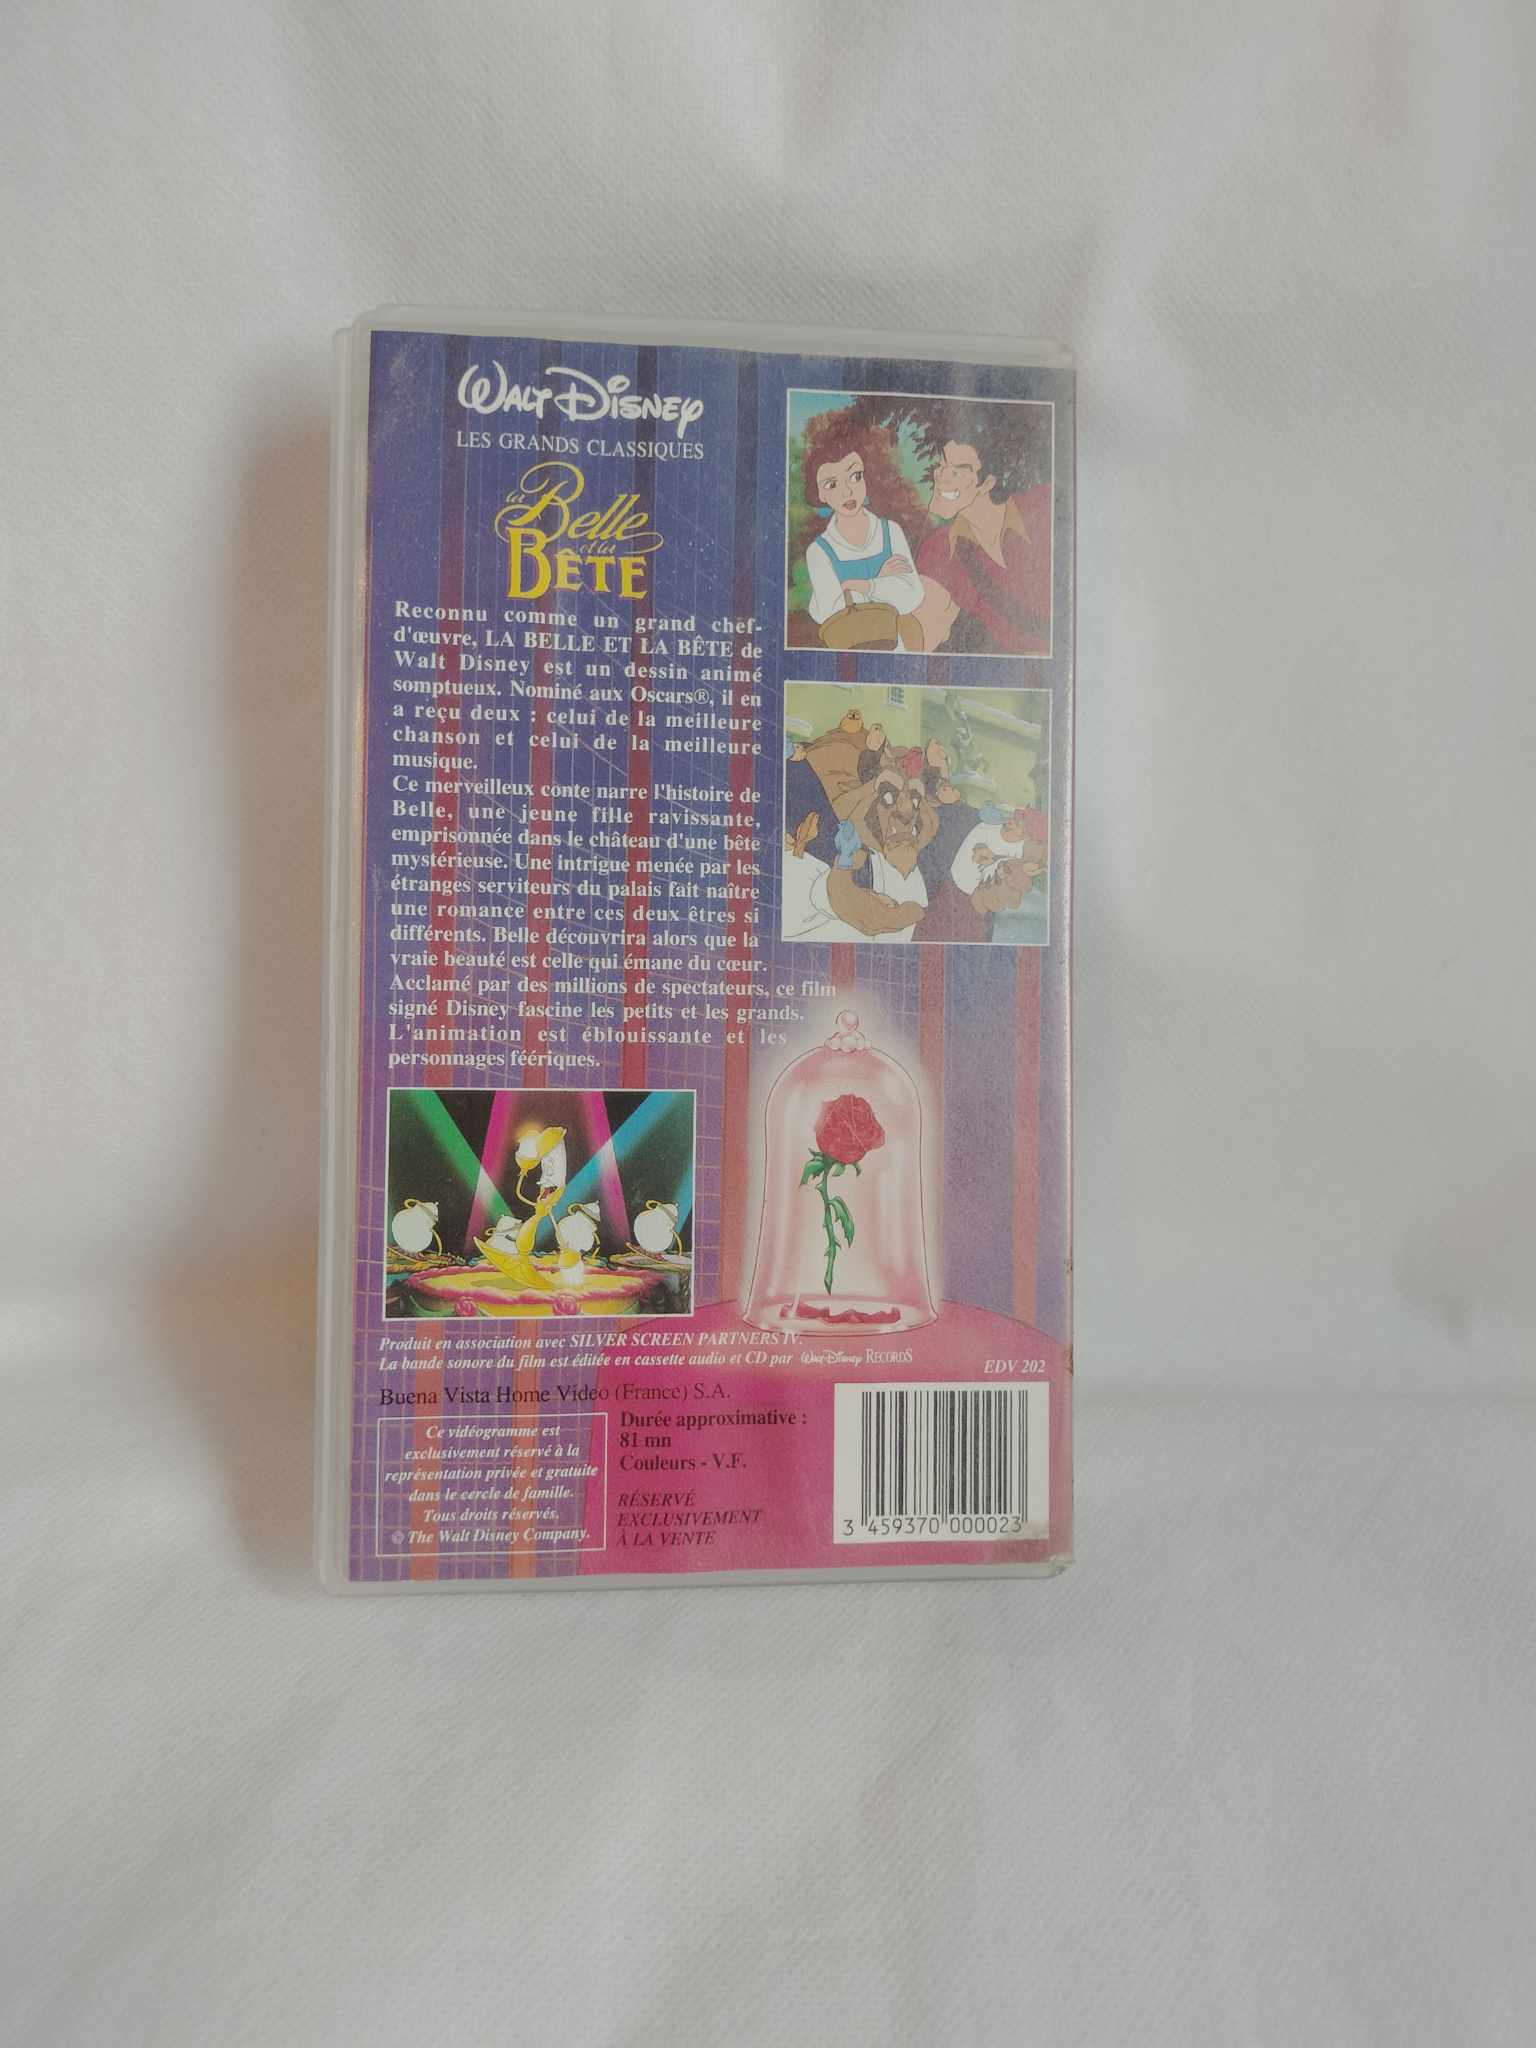 WALT DISNEY
LES GRANDS CLASSIQUES
La Belle
et la
BÊTE
Reconnu comme un grand chef-
d'œuvre, LA BELLE ET LA BÊTE de
Walt Disney est un dessin animé
somptueux. Nominé aux Oscars®, il en
a reçu deux : celui de la meilleure
chanson et celui de la meilleure
musique.
Ce merveilleux conte narre l'histoire de
Belle, une jeune fille ravissante,
emprisonnée dans le château d'une bête
mystérieuse. Une intrigue menée par les
étranges serviteurs du palais fait naître
une romance entre ces deux êtres si
différents. Belle découvrira alors que la
vraie beauté est celle qui émane du cœur.
Acclamé par des millions de spectateurs, ce film
signé Disney fascine les petits et les grands.
L'animation est éblouissante et les
personnages féériques.
Produit en association avec SILVER SCREEN PARTNERS IV.
La bande sonore du film est éditée en cassette audio et CD par Walt Disney RECORDS
EDV 202
Buena Vista Home Video (France) S.A.
Ce vidéogramme est
exclusivement réservé à la
représentation privée et gratuite
dans le cercle de famille.
Tous droits réservés.
© The Walt Disney Company.
Durée approximative :
81 mn
Couleurs - V.F.
RÉSERVÉ
EXCLUSIVEMENT
À LA VENTE
3 459370 000023